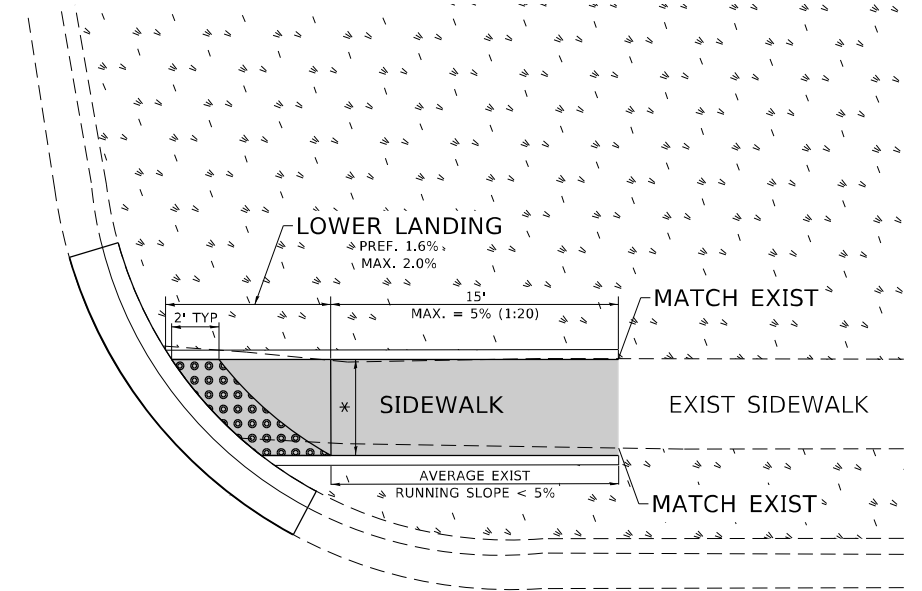 LOWER LANDING
PREF. 1.6%
MAX. 2.0%
15'
MAX. = 5% (1:20)
MATCH EXIST
2' TYP
*
SIDEWALK
EXIST SIDEWALK
AVERAGE EXIST
RUNNING SLOPE < 5%
MATCH EXIST